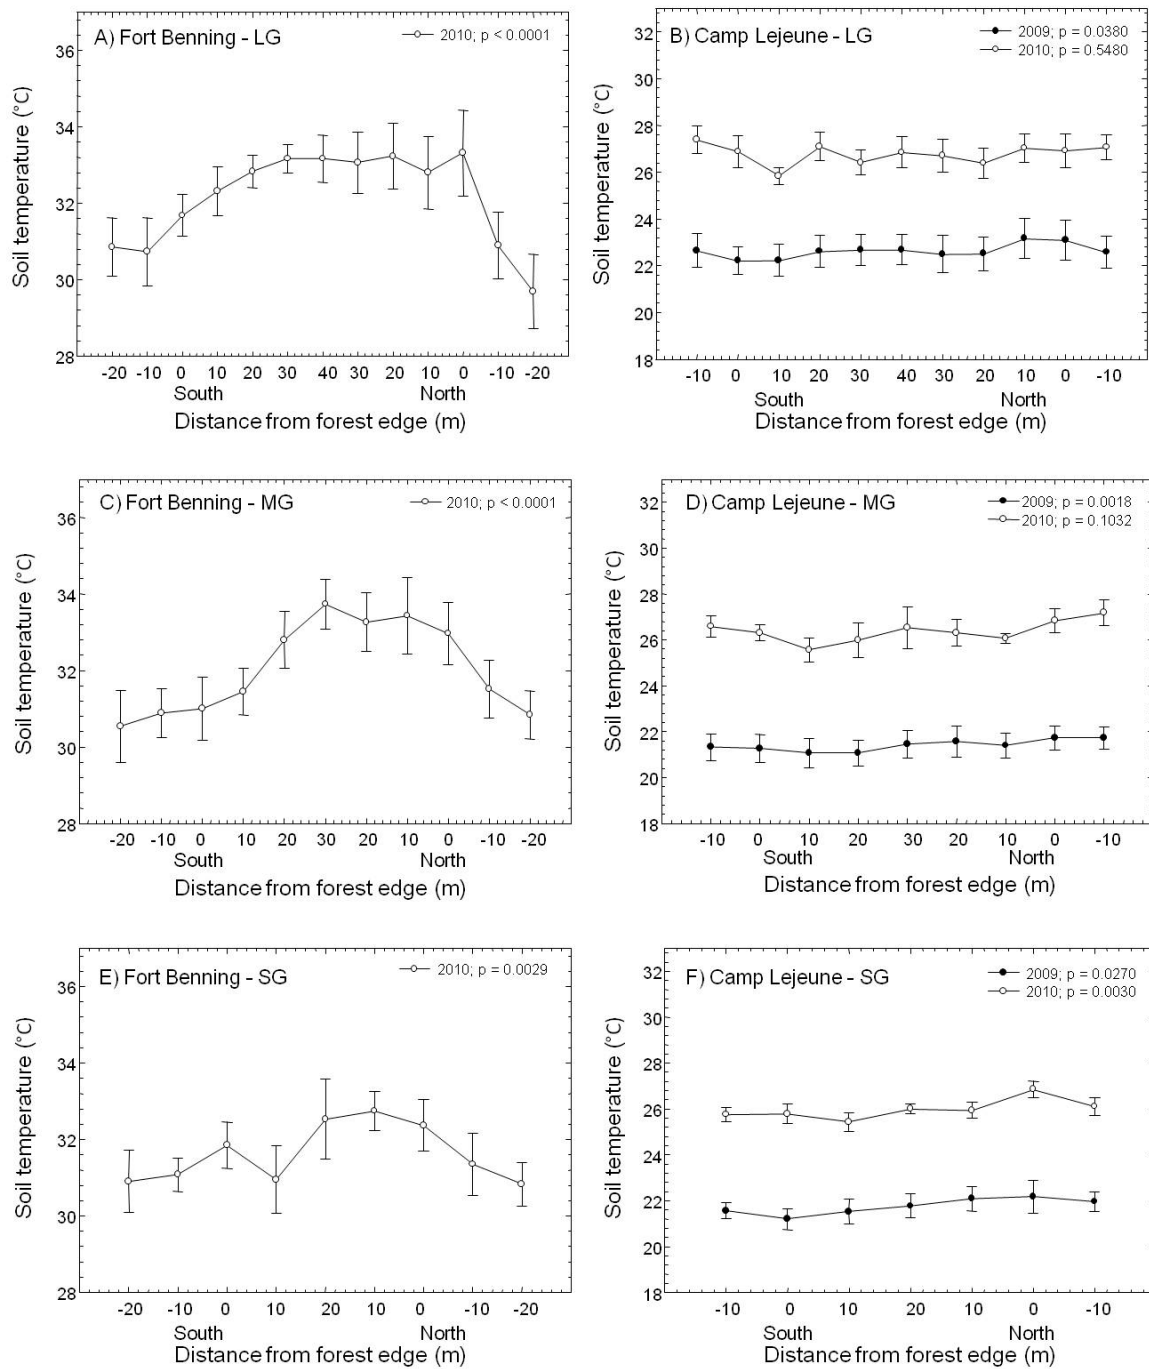 A) Fort Benning - LG
2010; p < 0.0001
Soil temperature (°C)
36
34
32
30
28
-20 -10 0 10 20 30 40 30 20 10 0 -10 -20
South North
Distance from forest edge (m)
B) Camp Lejeune - LG
2009; p = 0.0380
2010; p = 0.5480
Soil temperature (°C)
32
30
28
26
24
22
20
18
-10 0 10 20 30 40 30 20 10 0 -10
South North
Distance from forest edge (m)
C) Fort Benning - MG
2010; p < 0.0001
Soil temperature (°C)
36
34
32
30
28
-20 -10 0 10 20 30 20 10 0 -10 -20
South North
Distance from forest edge (m)
D) Camp Lejeune - MG
2009; p = 0.0018
2010; p = 0.1032
Soil temperature (°C)
32
30
28
26
24
22
20
18
-10 0 10 20 30 20 10 0 -10
South North
Distance from forest edge (m)
E) Fort Benning - SG
2010; p = 0.0029
Soil temperature (°C)
36
34
32
30
28
-20 -10 0 10 20 10 0 -10 -20
South North
Distance from forest edge (m)
F) Camp Lejeune - SG
2009; p = 0.0270
2010; p = 0.0030
Soil temperature (°C)
32
30
28
26
24
22
20
18
-10 0 10 20 10 0 -10
South North
Distance from forest edge (m)